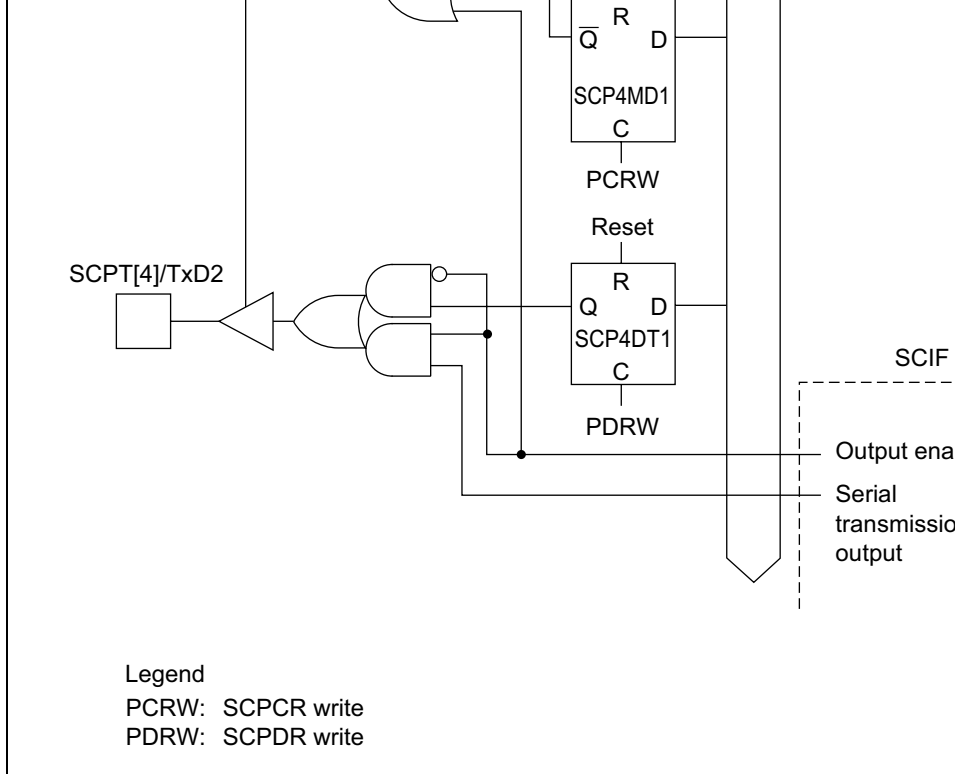 R
Q̅ D
SCP4MD1
C
PCRW
Reset
SCPT[4]/TxD2
R
Q D
SCP4DT1
C
PDRW
SCIF
Output ena
Serial
transmissio
output
Legend
PCRW: SCPCR write
PDRW: SCPDR write